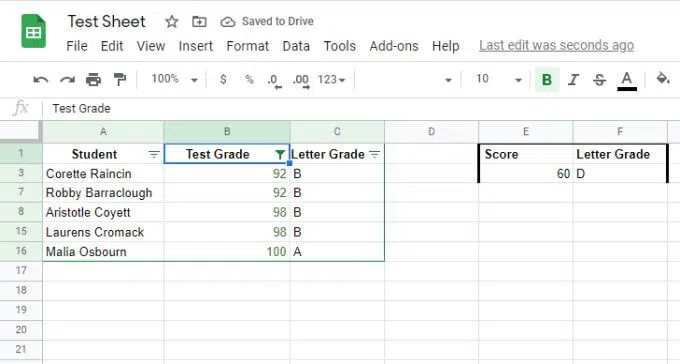 Test Sheet Saved to Drive
File Edit View Insert Format Data Tools Add-ons Help Last edit was seconds ago
100% $ % .0 .00 123 10 B I S A
fx Test Grade
A B C D E F
1 Student Test Grade Letter Grade Score Letter Grade
3 Corette Raincin 92 B 60 D
7 Robby Barraclough 92 B
8 Aristotle Coyett 98 B
15 Laurens Cromack 98 B
16 Malia Osbourn 100 A
17
18
19
20
21